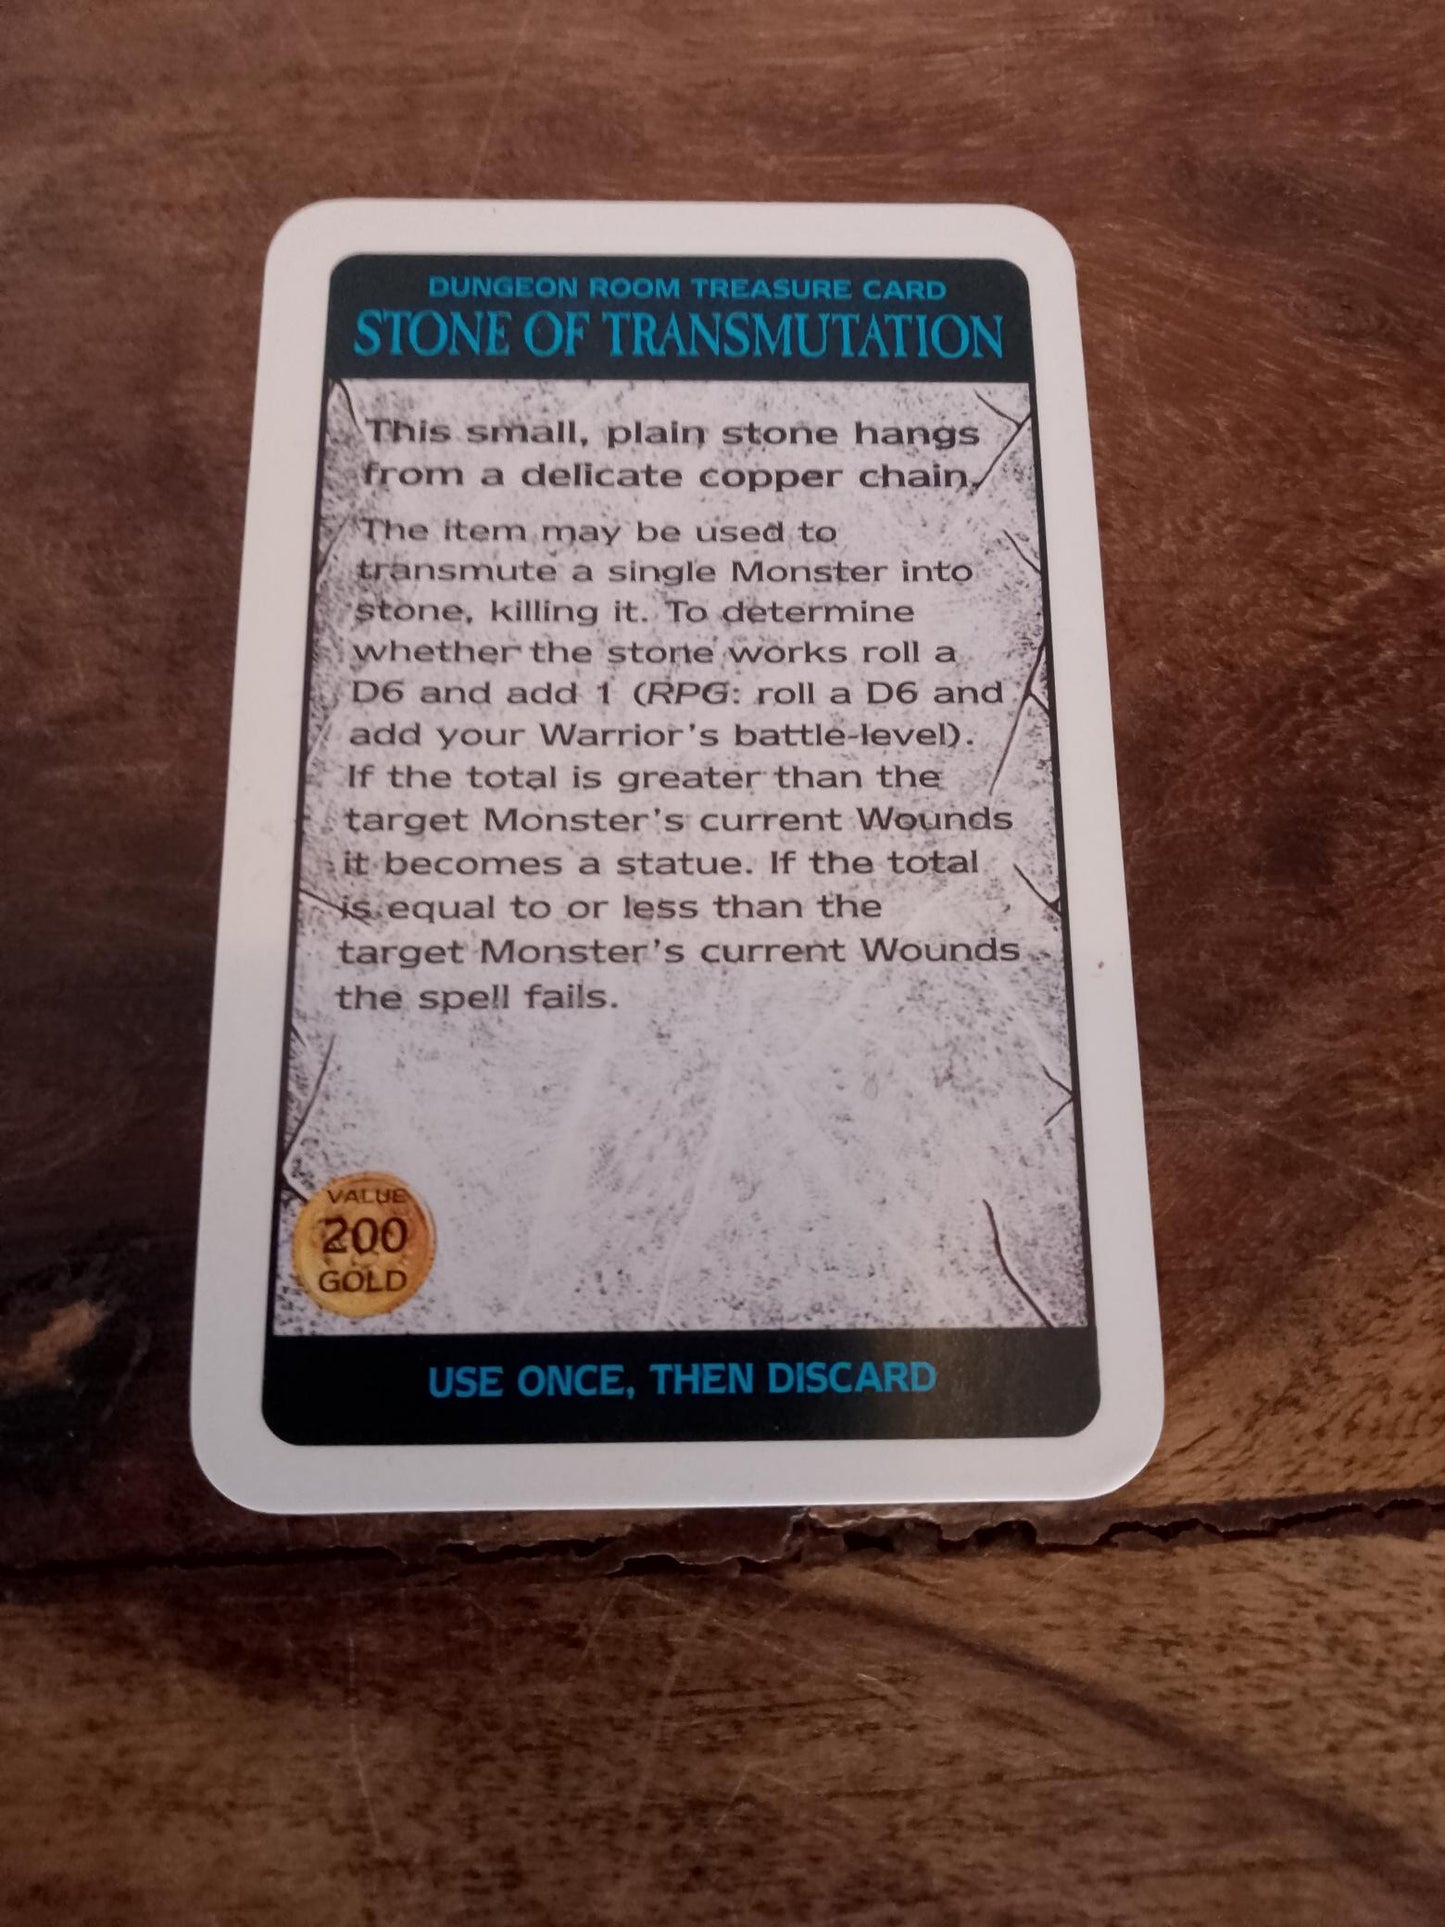 DUNGEON ROOM TREASURE CARD
STONE OF TRANSMUTATION
This small, plain stone hangs
from a delicate copper chain.
The item may be used to
transmute a single Monster into
stone, killing it. To determine
whether the stone works roll a
D6 and add 1 (RPG: roll a D6 and
add your Warrior's battle-level).
If the total is greater than the
target Monster's current Wounds
it becomes a statue. If the total
is equal to or less than the
target Monster's current Wounds
the spell fails.
VALUE
200
GOLD
USE ONCE, THEN DISCARD